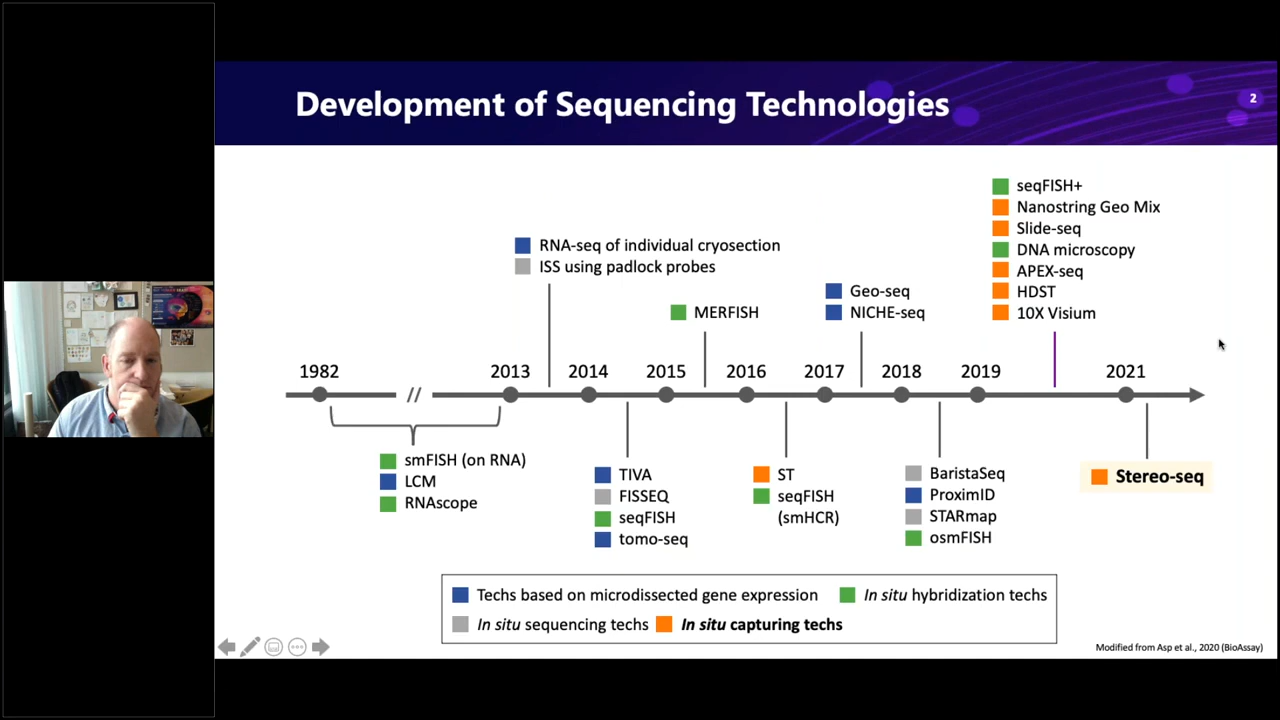 Development of Sequencing Technologies
2
seqFISH+
Nanostring Geo Mix
Slide-seq
DNA microscopy
APEX-seq
HDST
10X Visium
RNA-seq of individual cryosection
ISS using padlock probes
MERFISH
Geo-seq
NICHE-seq
1982 // 2013 2014 2015 2016 2017 2018 2019 2021
smFISH (on RNA)
LCM
RNAscope
TIVA
FISSEQ
seqFISH
tomo-seq
ST
seqFISH
(smHCR)
BaristaSeq
ProximID
STARmap
osmFISH
Stereo-seq
Techs based on microdissected gene expression In situ hybridization techs
In situ sequencing techs In situ capturing techs
Modified from Asp et al., 2020 (BioAssay)